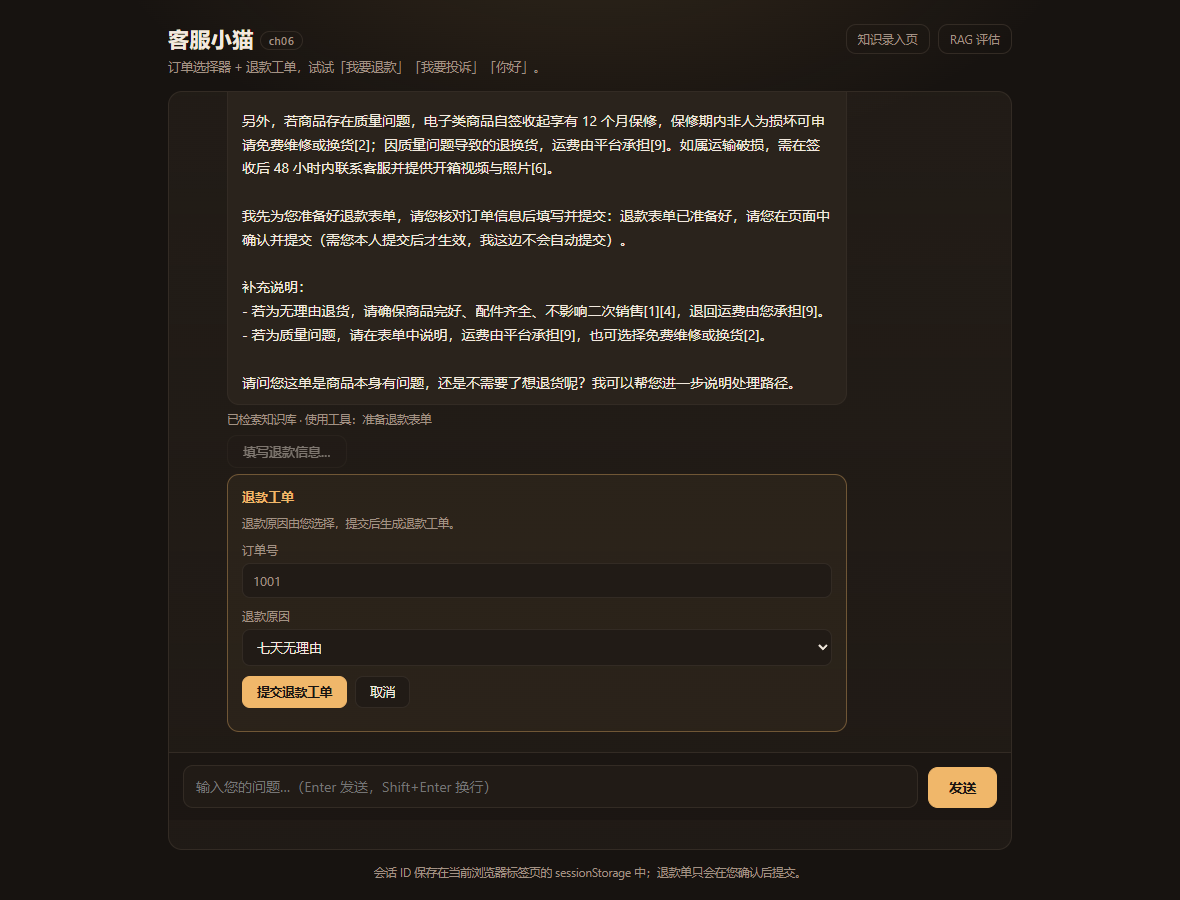 客服小猫 ch06
知识录入页
RAG 评估
订单选择器 + 退款工单，试试「我要退款」「我要投诉」「你好」。
另外，若商品存在质量问题，电子类商品自签收起享有 12 个月保修，保修期内非人为损坏可申
请免费维修或换货[2]；因质量问题导致的退换货，运费由平台承担[9]。如属运输破损，需在签
收后 48 小时内联系客服并提供开箱视频与照片[6]。
我先为您准备好退款表单，请您核对订单信息后填写并提交：退款表单已准备好，请您在页面中
确认并提交（需您本人提交后才生效，我这边不会自动提交）。
补充说明：
- 若为无理由退货，请确保商品完好、配件齐全、不影响二次销售[1][4]，退回运费由您承担[9]。
- 若为质量问题，请在表单中说明，运费由平台承担[9]，也可选择免费维修或换货[2]。
请问您这单是商品本身有问题，还是不需要了想退货呢？我可以帮您进一步说明处理路径。
已检索知识库 · 使用工具：准备退款表单
填写退款信息...
退款工单
退款原因由您选择，提交后生成退款工单。
订单号
1001
退款原因
七天无理由
提交退款工单
取消
输入您的问题...（Enter 发送，Shift+Enter 换行）
发送
会话 ID 保存在当前浏览器标签页的 sessionStorage 中；退款单只会在您确认后提交。